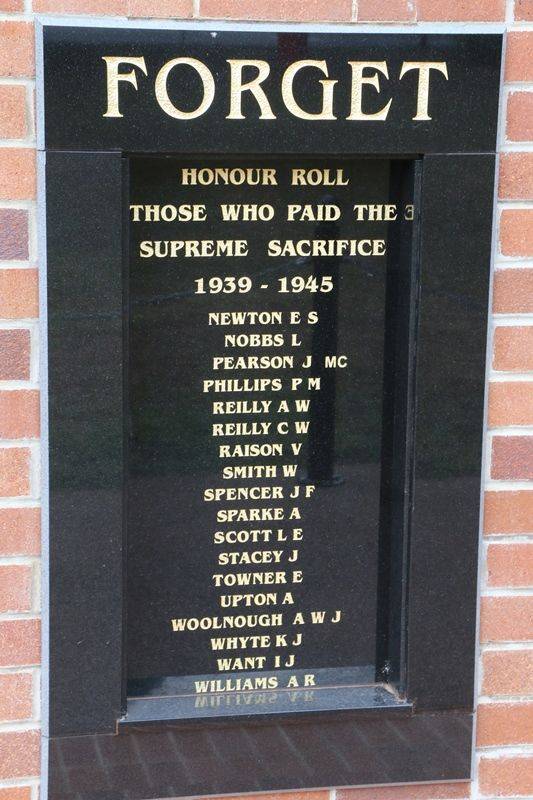 FORGET
HONOUR ROLL
THOSE WHO PAID THE
SUPREME SACRIFICE
1939 - 1945
NEWTON E S
NOBBS L
PEARSON J MC
PHILLIPS P M
REILLY A W
REILLY C W
RAISON V
SMITH W
SPENCER J F
SPARKE A
SCOTT L E
STACEY J
TOWNER E
UPTON A
WOOLNOUGH A W J
WHYTE K J
WANT I J
WILLIAMS A R